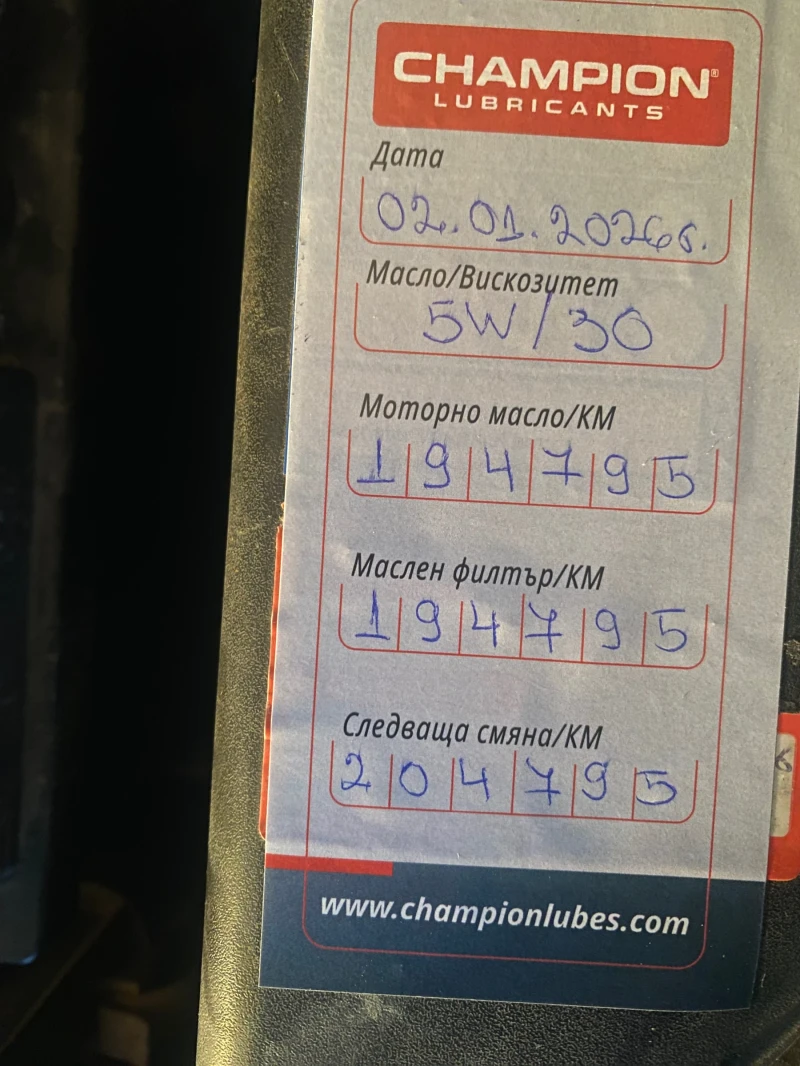 CHAMPION®
LUBRICANTS
Дата
02.01.2026г.
Масло/Вискозитет
5W/30
Моторно масло/КМ
194795
Маслен филтър/КМ
194795
Следваща смяна/КМ
204795
www.championlubes.com